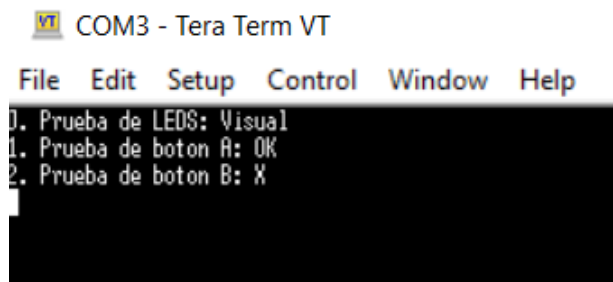 VT COM3 - Tera Term VT
File Edit Setup Control Window Help
0. Prueba de LEDS: Visual
1. Prueba de boton A: OK
2. Prueba de boton B: X